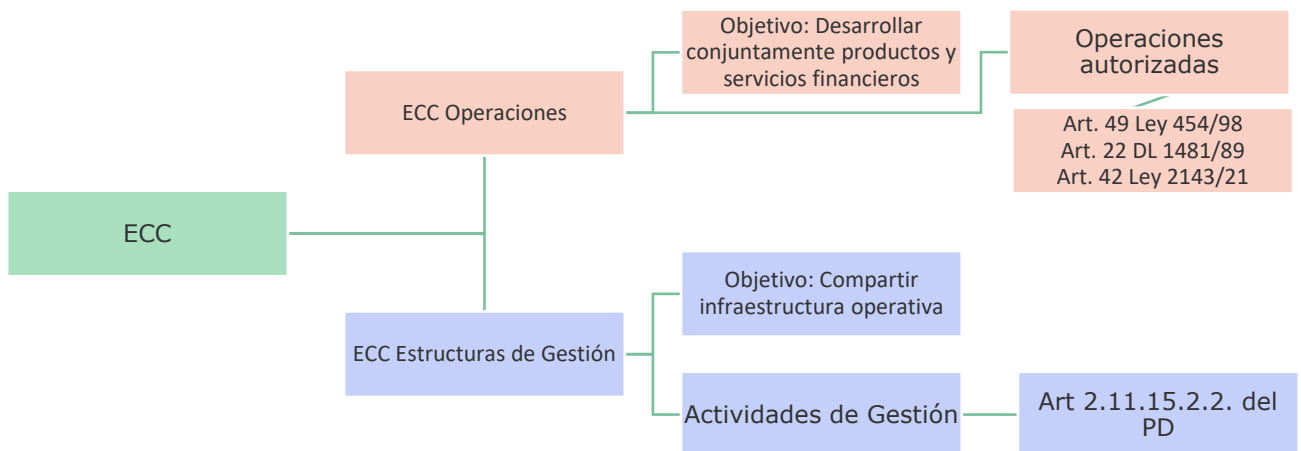 ECC
ECC Operaciones
Objetivo: Desarrollar
conjuntamente productos y
servicios financieros
Operaciones
autorizadas
Art. 49 Ley 454/98
Art. 22 DL 1481/89
Art. 42 Ley 2143/21
ECC Estructuras de Gestión
Objetivo: Compartir
infraestructura operativa
Actividades de Gestión
Art 2.11.15.2.2. del
PD